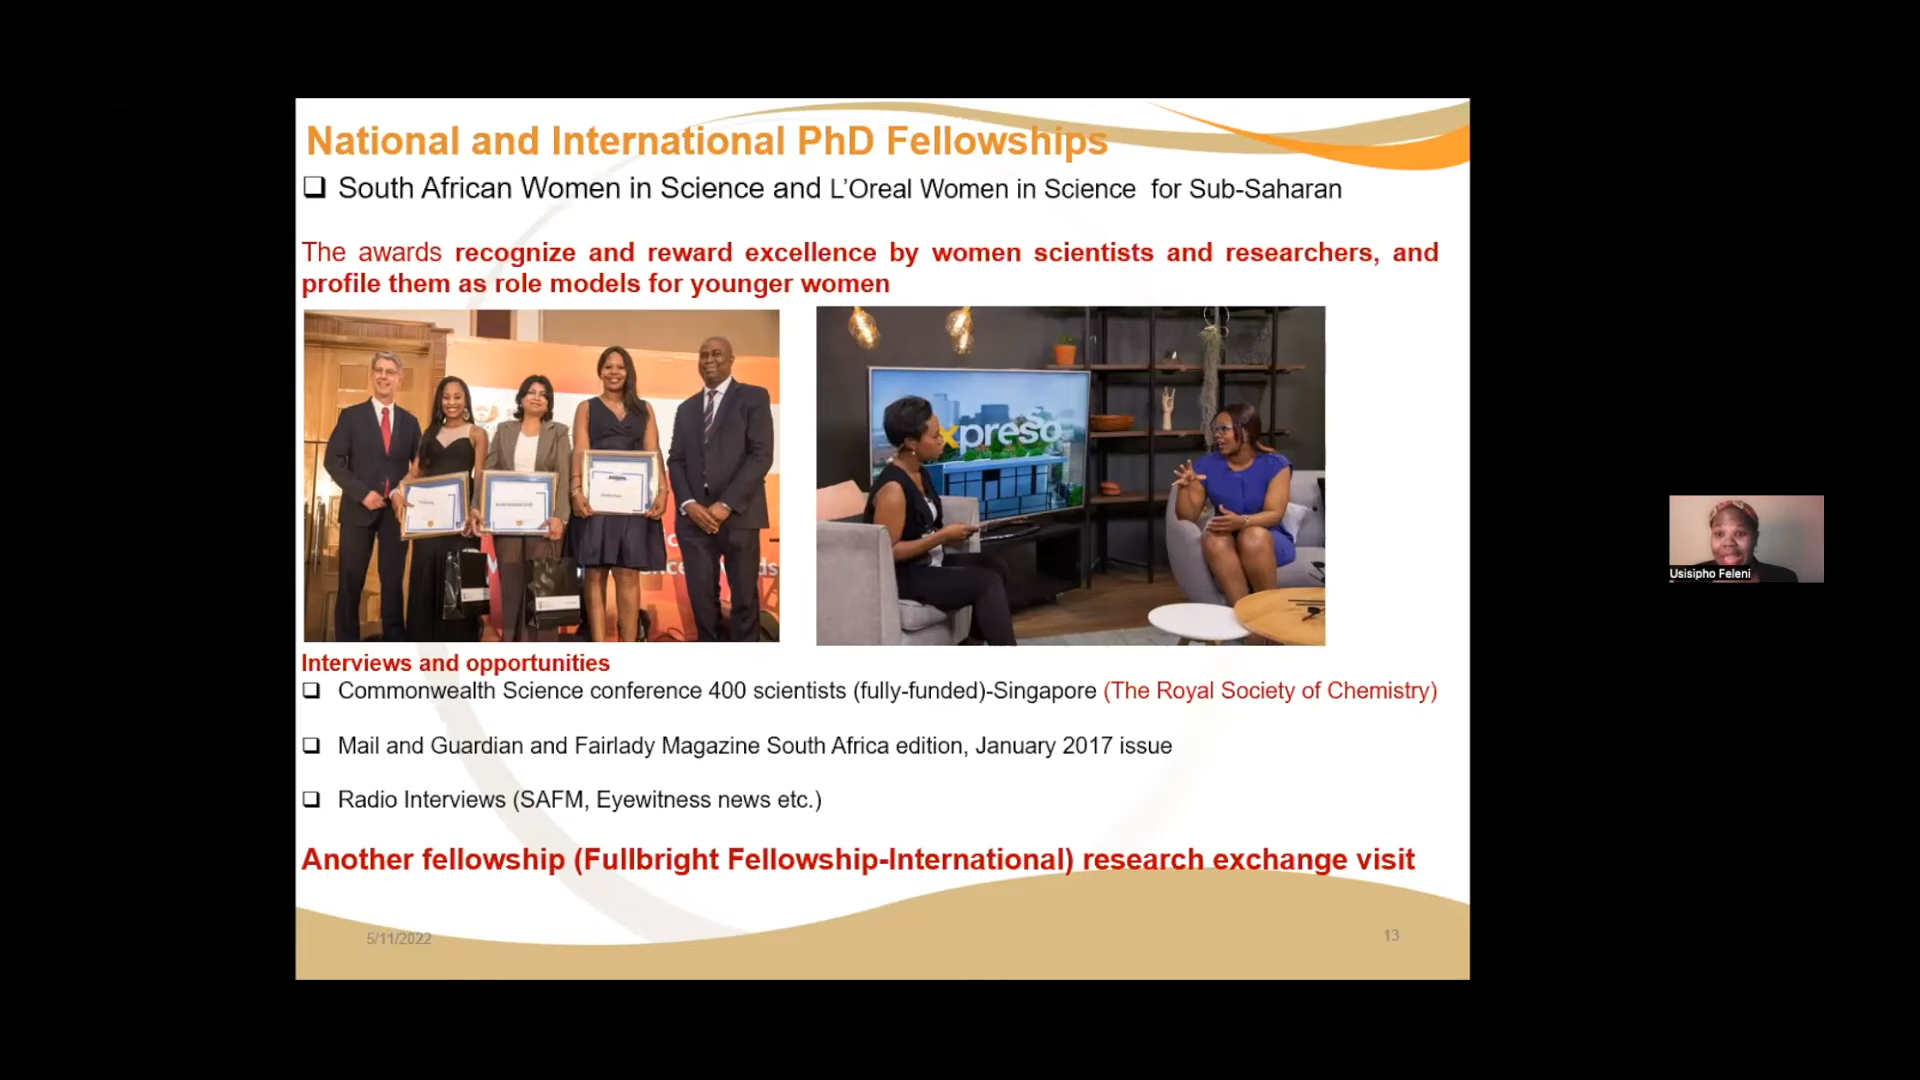 National and International PhD Fellowships
❑ South African Women in Science and L'Oreal Women in Science for Sub-Saharan
The awards recognize and reward excellence by women scientists and researchers, and
profile them as role models for younger women
xpreso
Usisipho Feleni
Interviews and opportunities
❑ Commonwealth Science conference 400 scientists (fully-funded)-Singapore (The Royal Society of Chemistry)
❑ Mail and Guardian and Fairlady Magazine South Africa edition, January 2017 issue
❑ Radio Interviews (SAFM, Eyewitness news etc.)
Another fellowship (Fullbright Fellowship-International) research exchange visit
5/11/2022
13